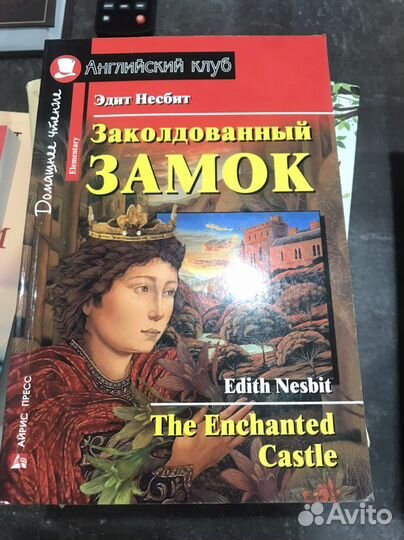 Английский клуб
Домашнее чтение
Elementary
Эдит Несбит
Заколдованный
ЗАМОК
Edith Nesbit
The Enchanted
Castle
АЙРИС ПРЕСС
Avito